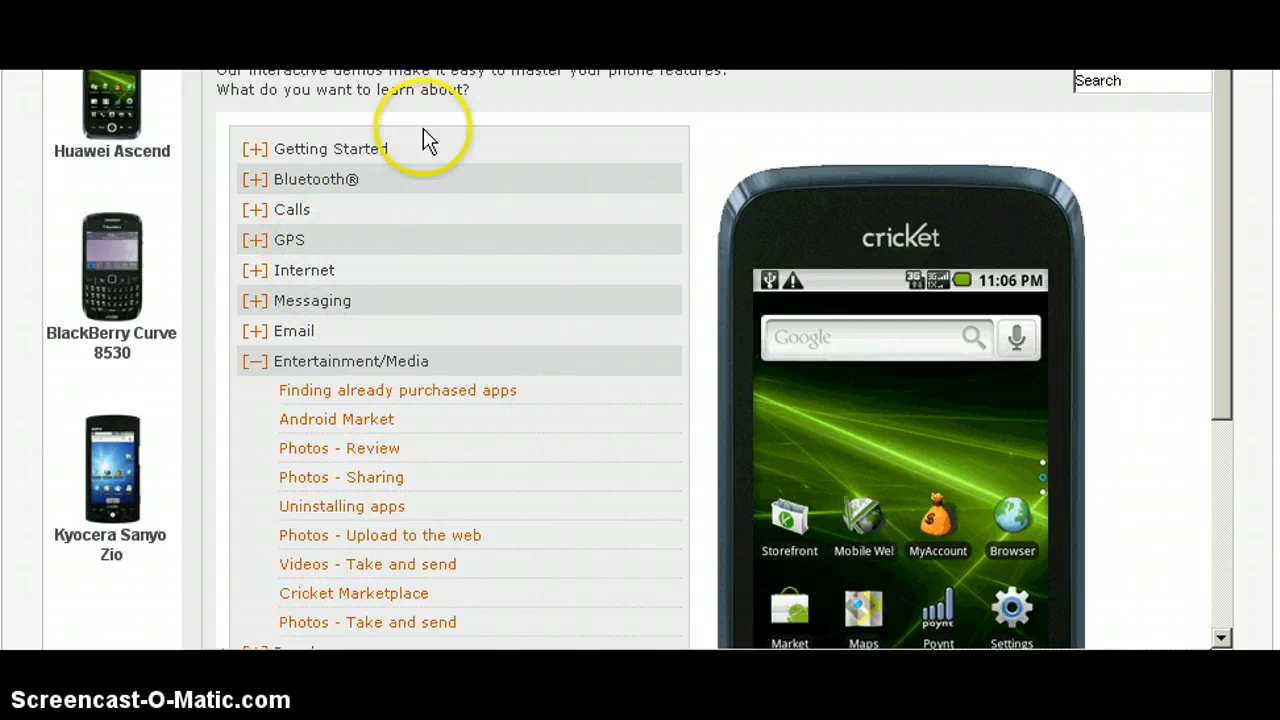 Our interactive demos make it easy to master your phone features.
What do you want to learn about?
Search
Huawei Ascend
BlackBerry Curve
8530
Kyocera Sanyo
Zio
[+] Getting Started
[+] Bluetooth®
[+] Calls
[+] GPS
[+] Internet
[+] Messaging
[+] Email
[—] Entertainment/Media
Finding already purchased apps
Android Market
Photos - Review
Photos - Sharing
Uninstalling apps
Photos - Upload to the web
Videos - Take and send
Cricket Marketplace
Photos - Take and send
cricket
3G 3G 1X 11:06 PM
Google
Storefront Mobile Wel MyAccount Browser
poynt
Market Maps Poynt Settings
Screencast-O-Matic.com